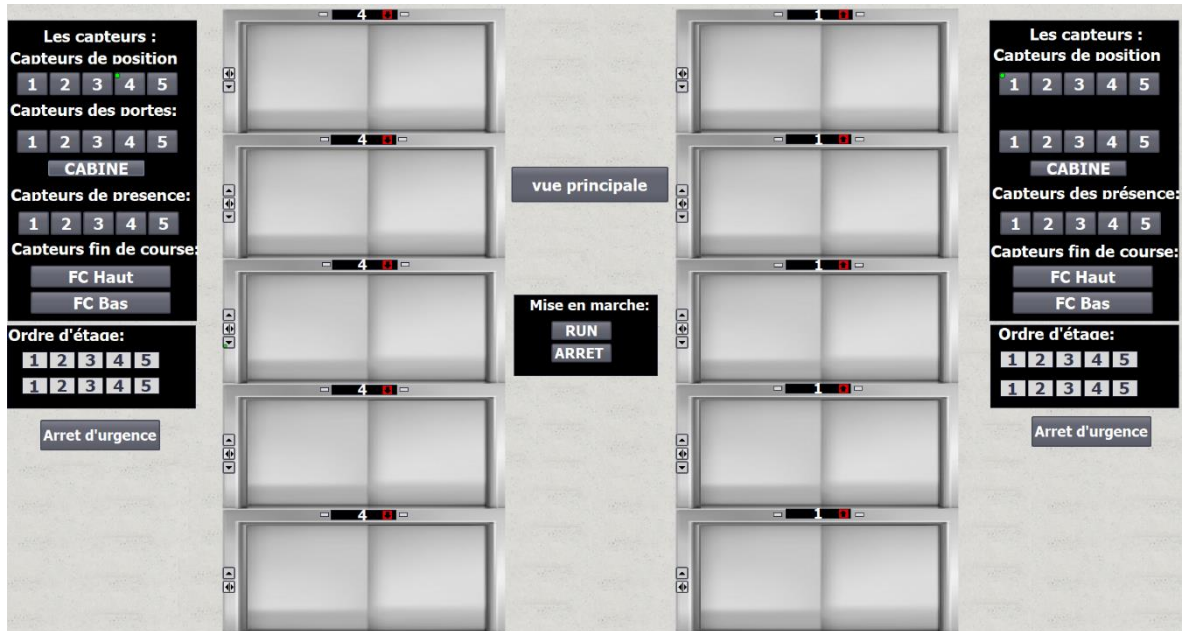 Les capteurs :
Capteurs de position
1 2 3 4 5
Capteurs des portes:
1 2 3 4 5
CABINE
Capteurs de presence:
1 2 3 4 5
Capteurs fin de course:
FC Haut
FC Bas
Ordre d'étage:
1 2 3 4 5
1 2 3 4 5
Arret d'urgence
4
4
4
4
4
vue principale
Mise en marche:
RUN
ARRET
1
1
1
1
1
Les capteurs :
Capteurs de position
1 2 3 4 5
1 2 3 4 5
CABINE
Capteurs des présence:
1 2 3 4 5
Capteurs fin de course:
FC Haut
FC Bas
Ordre d'étage:
1 2 3 4 5
1 2 3 4 5
Arret d'urgence